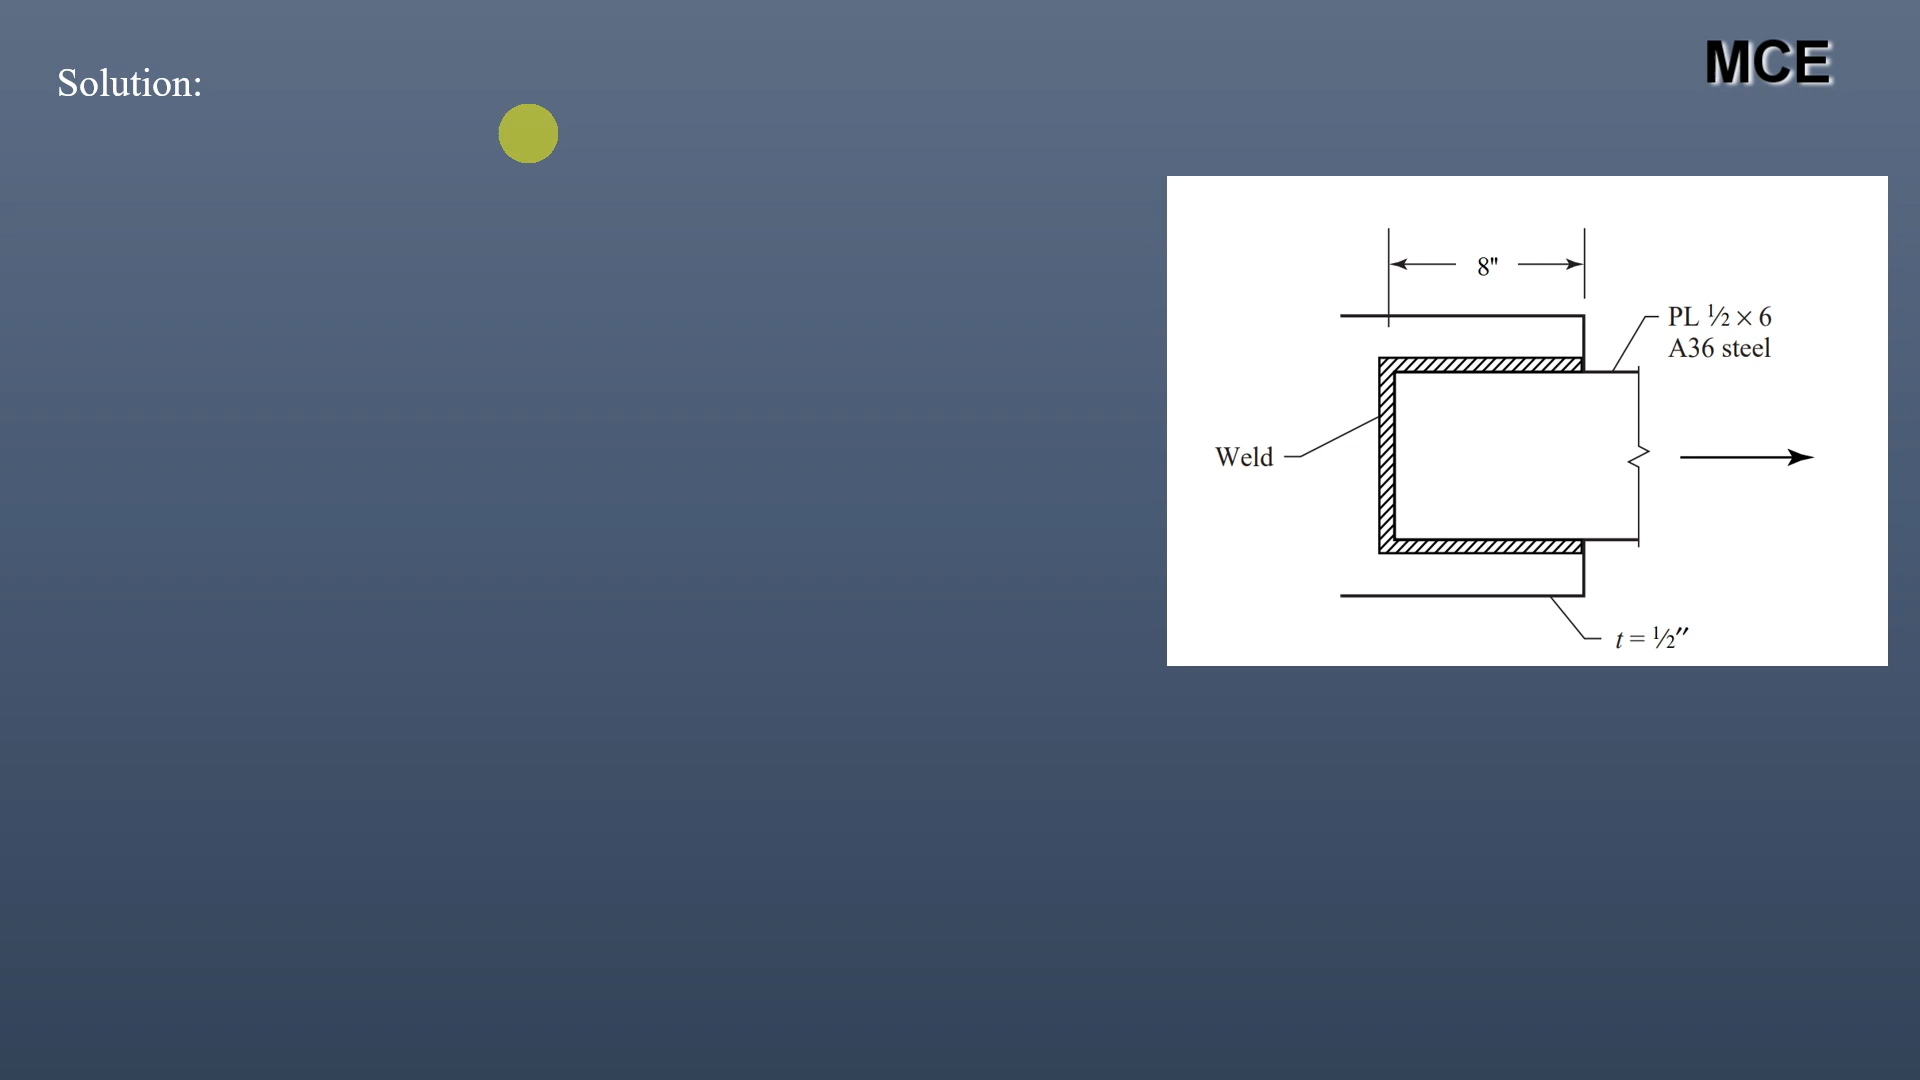 MCE
Solution:
8"
PL ½ × 6
A36 steel
Weld
t = ½″